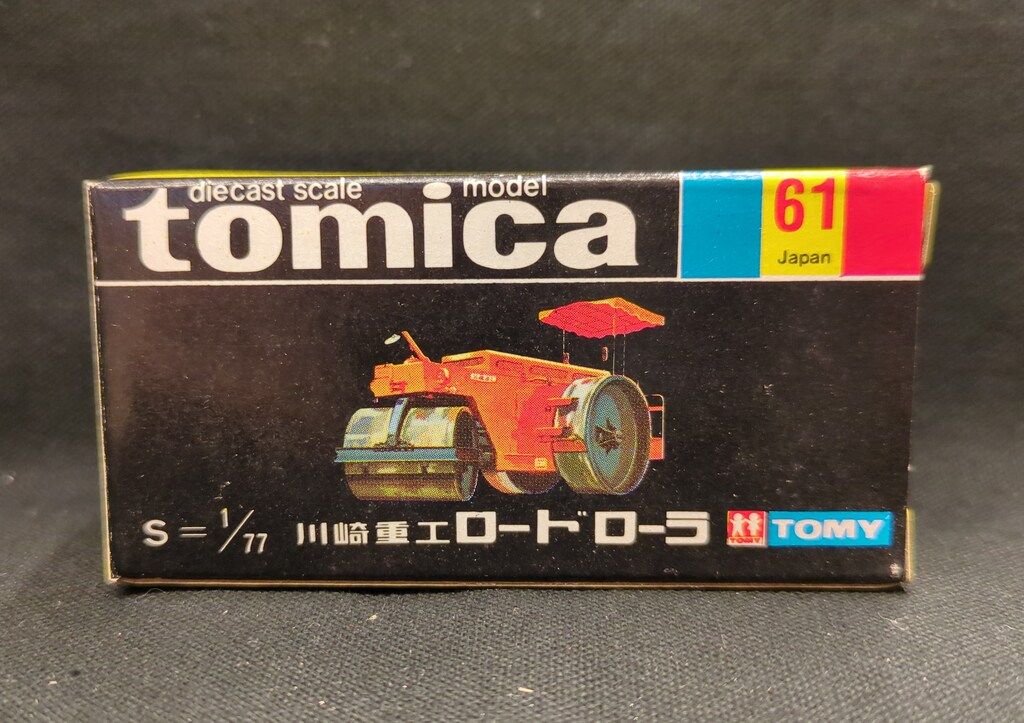 diecast scale model
tomica
61
Japan
S = 1/77 川崎重工ロードローラ
TOMY TOMY